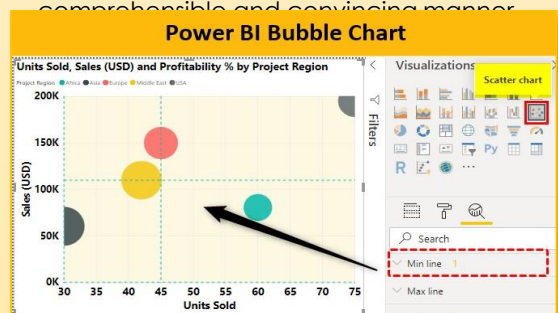 comprehensible and convincing manner
Power BI Bubble Chart
Units Sold, Sales (USD) and Profitability % by Project Region
Project Region Africa Asia Europe Middle East USA
200K
150K
100K
50K
0K
Sales (USD)
30 35 40 45 50 55 60 65 70 75
Units Sold
Filters
Visualizations
Scatter chart
Py
R
...
Search
Min line 1
Max line